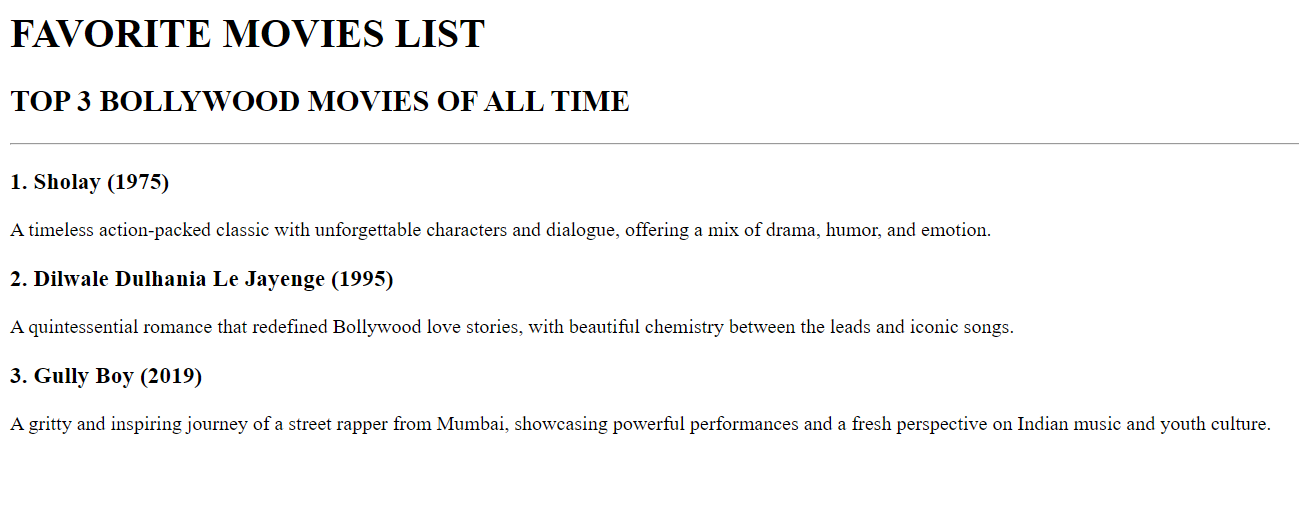 FAVORITE MOVIES LIST
TOP 3 BOLLYWOOD MOVIES OF ALL TIME
1. Sholay (1975)
A timeless action-packed classic with unforgettable characters and dialogue, offering a mix of drama, humor, and emotion.
2. Dilwale Dulhania Le Jayenge (1995)
A quintessential romance that redefined Bollywood love stories, with beautiful chemistry between the leads and iconic songs.
3. Gully Boy (2019)
A gritty and inspiring journey of a street rapper from Mumbai, showcasing powerful performances and a fresh perspective on Indian music and youth culture.